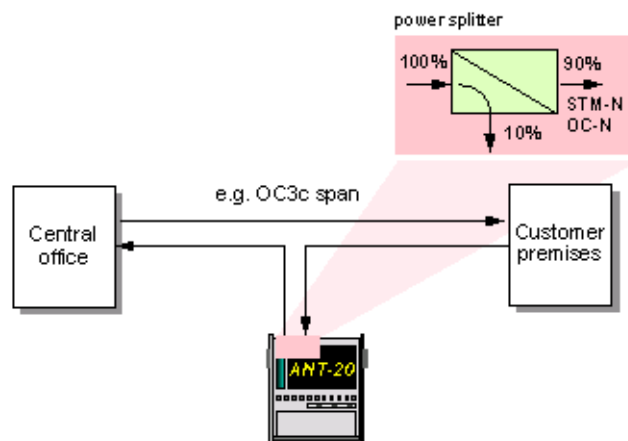 power splitter
100%
90%
STM-N
OC-N
10%
e.g. OC3c span
Central
office
Customer
premises
ANT-20